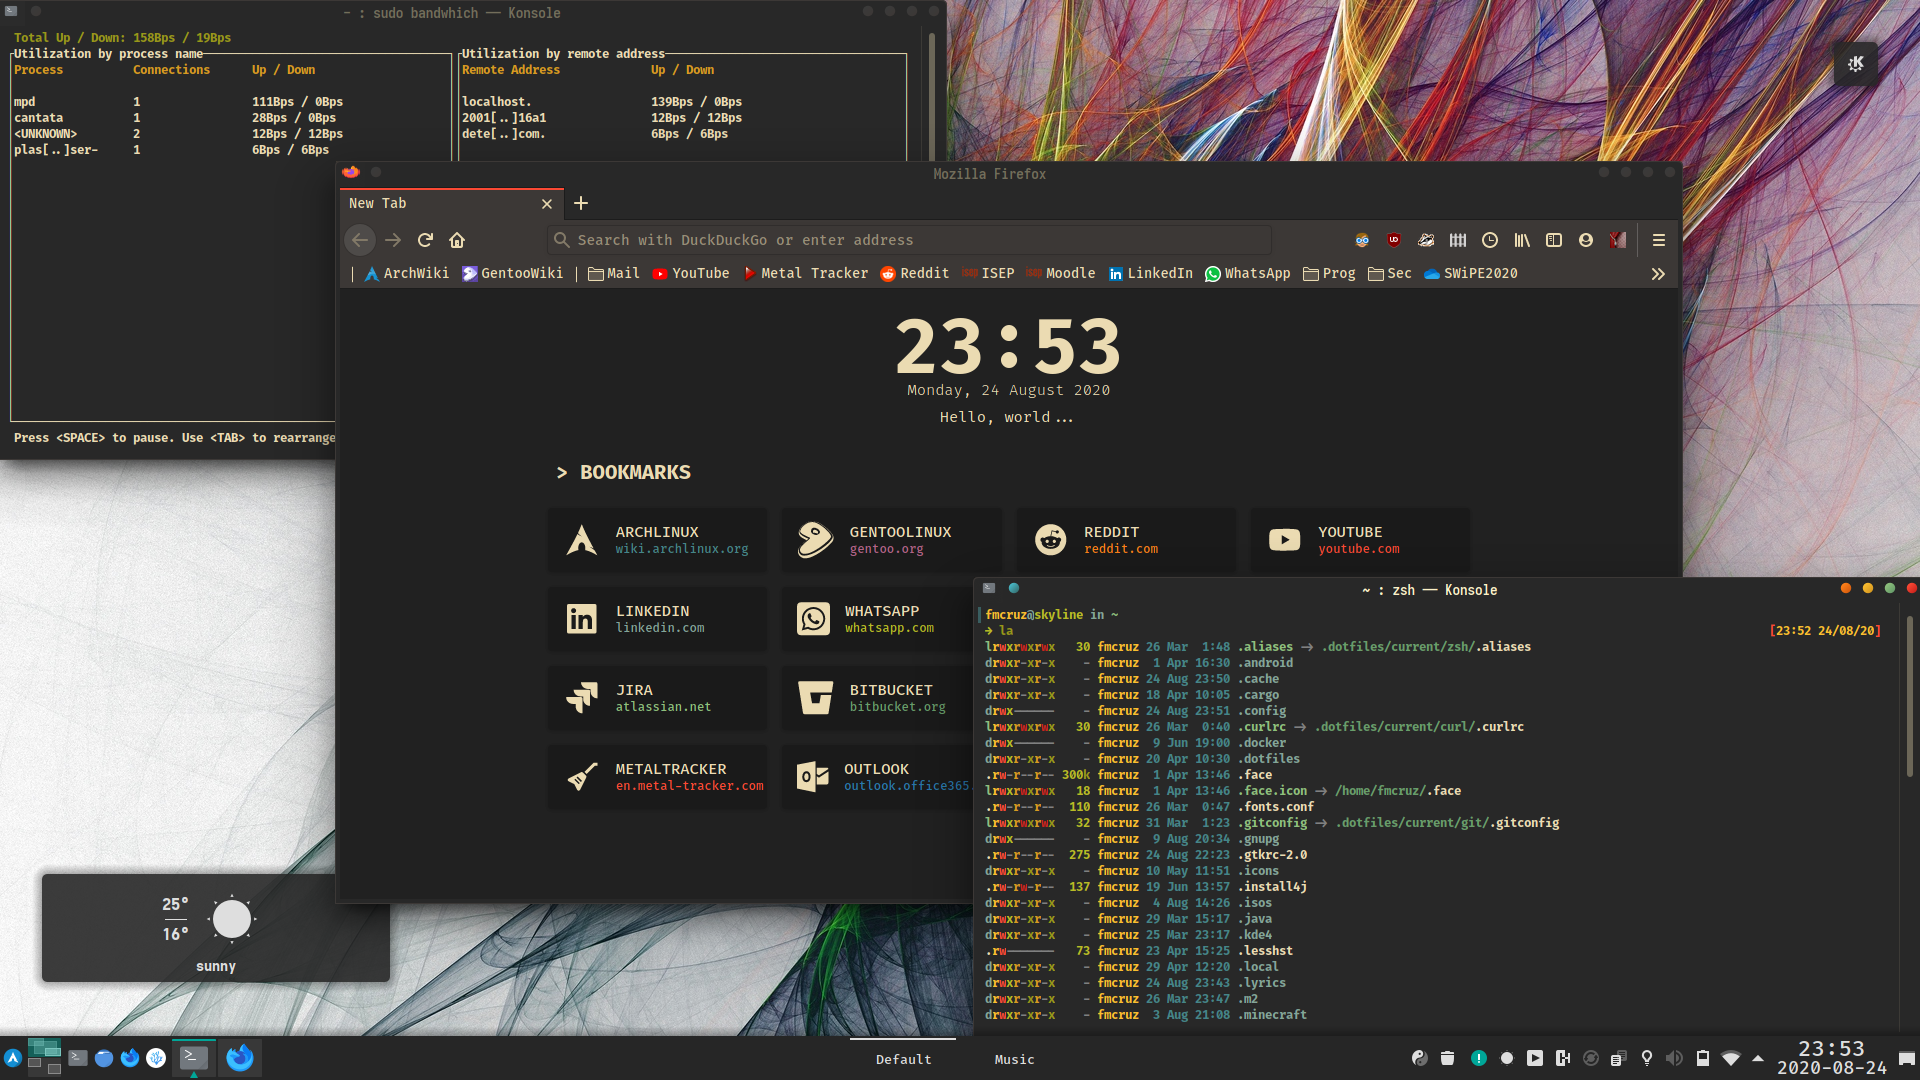 ~ : sudo bandwhich — Konsole
Total Up / Down: 158Bps / 19Bps
Utilization by process name
Process Connections Up / Down
mpd 1 111Bps / 0Bps
cantata 1 28Bps / 0Bps
<UNKNOWN> 2 12Bps / 12Bps
plas[..]ser- 1 6Bps / 6Bps
Utilization by remote address
Remote Address Up / Down
localhost. 139Bps / 0Bps
2001[..]16a1 12Bps / 12Bps
dete[..]com. 6Bps / 6Bps
Press <SPACE> to pause. Use <TAB> to rearrange
Mozilla Firefox
New Tab
Search with DuckDuckGo or enter address
ArchWiki GentooWiki Mail YouTube Metal Tracker Reddit ISEP Moodle LinkedIn WhatsApp Prog Sec SWiPE2020
23:53
Monday, 24 August 2020
Hello, world...
> BOOKMARKS
ARCHLINUX
wiki.archlinux.org
GENTOOLINUX
gentoo.org
REDDIT
reddit.com
YOUTUBE
youtube.com
LINKEDIN
linkedin.com
WHATSAPP
whatsapp.com
JIRA
atlassian.net
BITBUCKET
bitbucket.org
METALTRACKER
en.metal-tracker.com
OUTLOOK
outlook.office365.
~ : zsh — Konsole
fmcruz@skyline in ~
→ la [23:52 24/08/20]
lrwxrwxrwx 30 fmcruz 26 Mar 1:48 .aliases → .dotfiles/current/zsh/.aliases
drwxr-xr-x - fmcruz 1 Apr 16:30 .android
drwxr-xr-x - fmcruz 24 Aug 23:50 .cache
drwxr-xr-x - fmcruz 18 Apr 10:05 .cargo
drwx------ - fmcruz 24 Aug 23:51 .config
lrwxrwxrwx 30 fmcruz 26 Mar 0:40 .curlrc → .dotfiles/current/curl/.curlrc
drwx------ - fmcruz 9 Jun 19:00 .docker
drwxr-xr-x - fmcruz 20 Apr 10:30 .dotfiles
.rw-r--r-- 300k fmcruz 1 Apr 13:46 .face
lrwxrwxrwx 18 fmcruz 1 Apr 13:46 .face.icon → /home/fmcruz/.face
.rw-r--r-- 110 fmcruz 26 Mar 0:47 .fonts.conf
lrwxrwxrwx 32 fmcruz 31 Mar 1:23 .gitconfig → .dotfiles/current/git/.gitconfig
drwx------ - fmcruz 9 Aug 20:34 .gnupg
.rw-r--r-- 275 fmcruz 24 Aug 22:23 .gtkrc-2.0
drwxr-xr-x - fmcruz 10 May 11:51 .icons
.rw-rw-r-- 137 fmcruz 19 Jun 13:57 .install4j
drwxr-xr-x - fmcruz 4 Aug 14:26 .isos
drwxr-xr-x - fmcruz 29 Mar 15:17 .java
drwxr-xr-x - fmcruz 25 Mar 23:17 .kde4
.rw------- 73 fmcruz 23 Apr 15:25 .lesshst
drwxr-xr-x - fmcruz 29 Apr 12:20 .local
drwxr-xr-x - fmcruz 24 Aug 23:43 .lyrics
drwxr-xr-x - fmcruz 26 Mar 23:47 .m2
drwxr-xr-x - fmcruz 3 Aug 21:08 .minecraft
25°
16°
sunny
Default
Music
23:53
2020-08-24